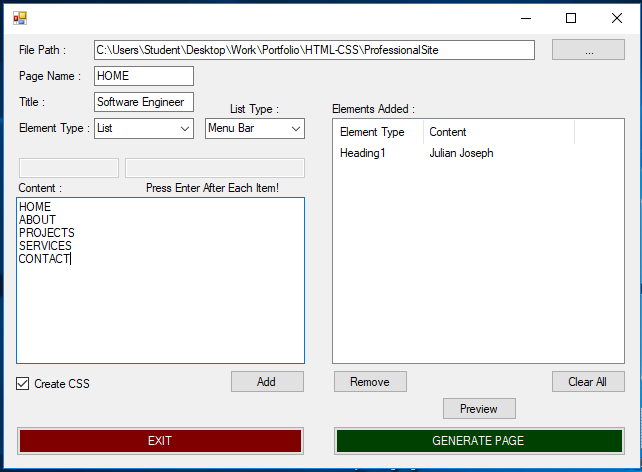 File Path : C:\Users\Student\Desktop\Work\Portfolio\HTML-CSS\ProfessionalSite ...
Page Name : HOME
Title : Software Engineer
List Type :
Element Type : List Menu Bar
Content : Press Enter After Each Item!
HOME
ABOUT
PROJECTS
SERVICES
CONTACT
Create CSS Add
Elements Added :
Element Type Content
Heading1 Julian Joseph
Remove Clear All
Preview
EXIT GENERATE PAGE